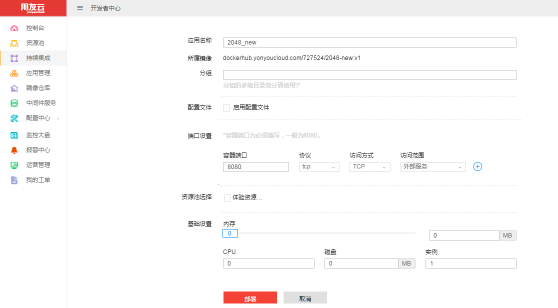 用友云
开发者中心
控制台
资源池
持续集成
应用管理
镜像仓库
中间件服务
配置中心
监控大盘
报警中心
运营管理
我的工单
应用名称
2048_new
所属镜像
dockerhub.yonyoucloud.com/727524/2048-new:v1
分组
分组的多级目录划分请使用"/"
配置文件
启用配置文件
端口设置
*容器端口为必须填写，一般为8080。
容器端口 协议 访问方式 访问范围
8080 tcp TCP 外部服务
资源池选择
体验资源...
基础设置
内存
0
0 MB
CPU 磁盘 实例
0 0 MB 1
部署 取消